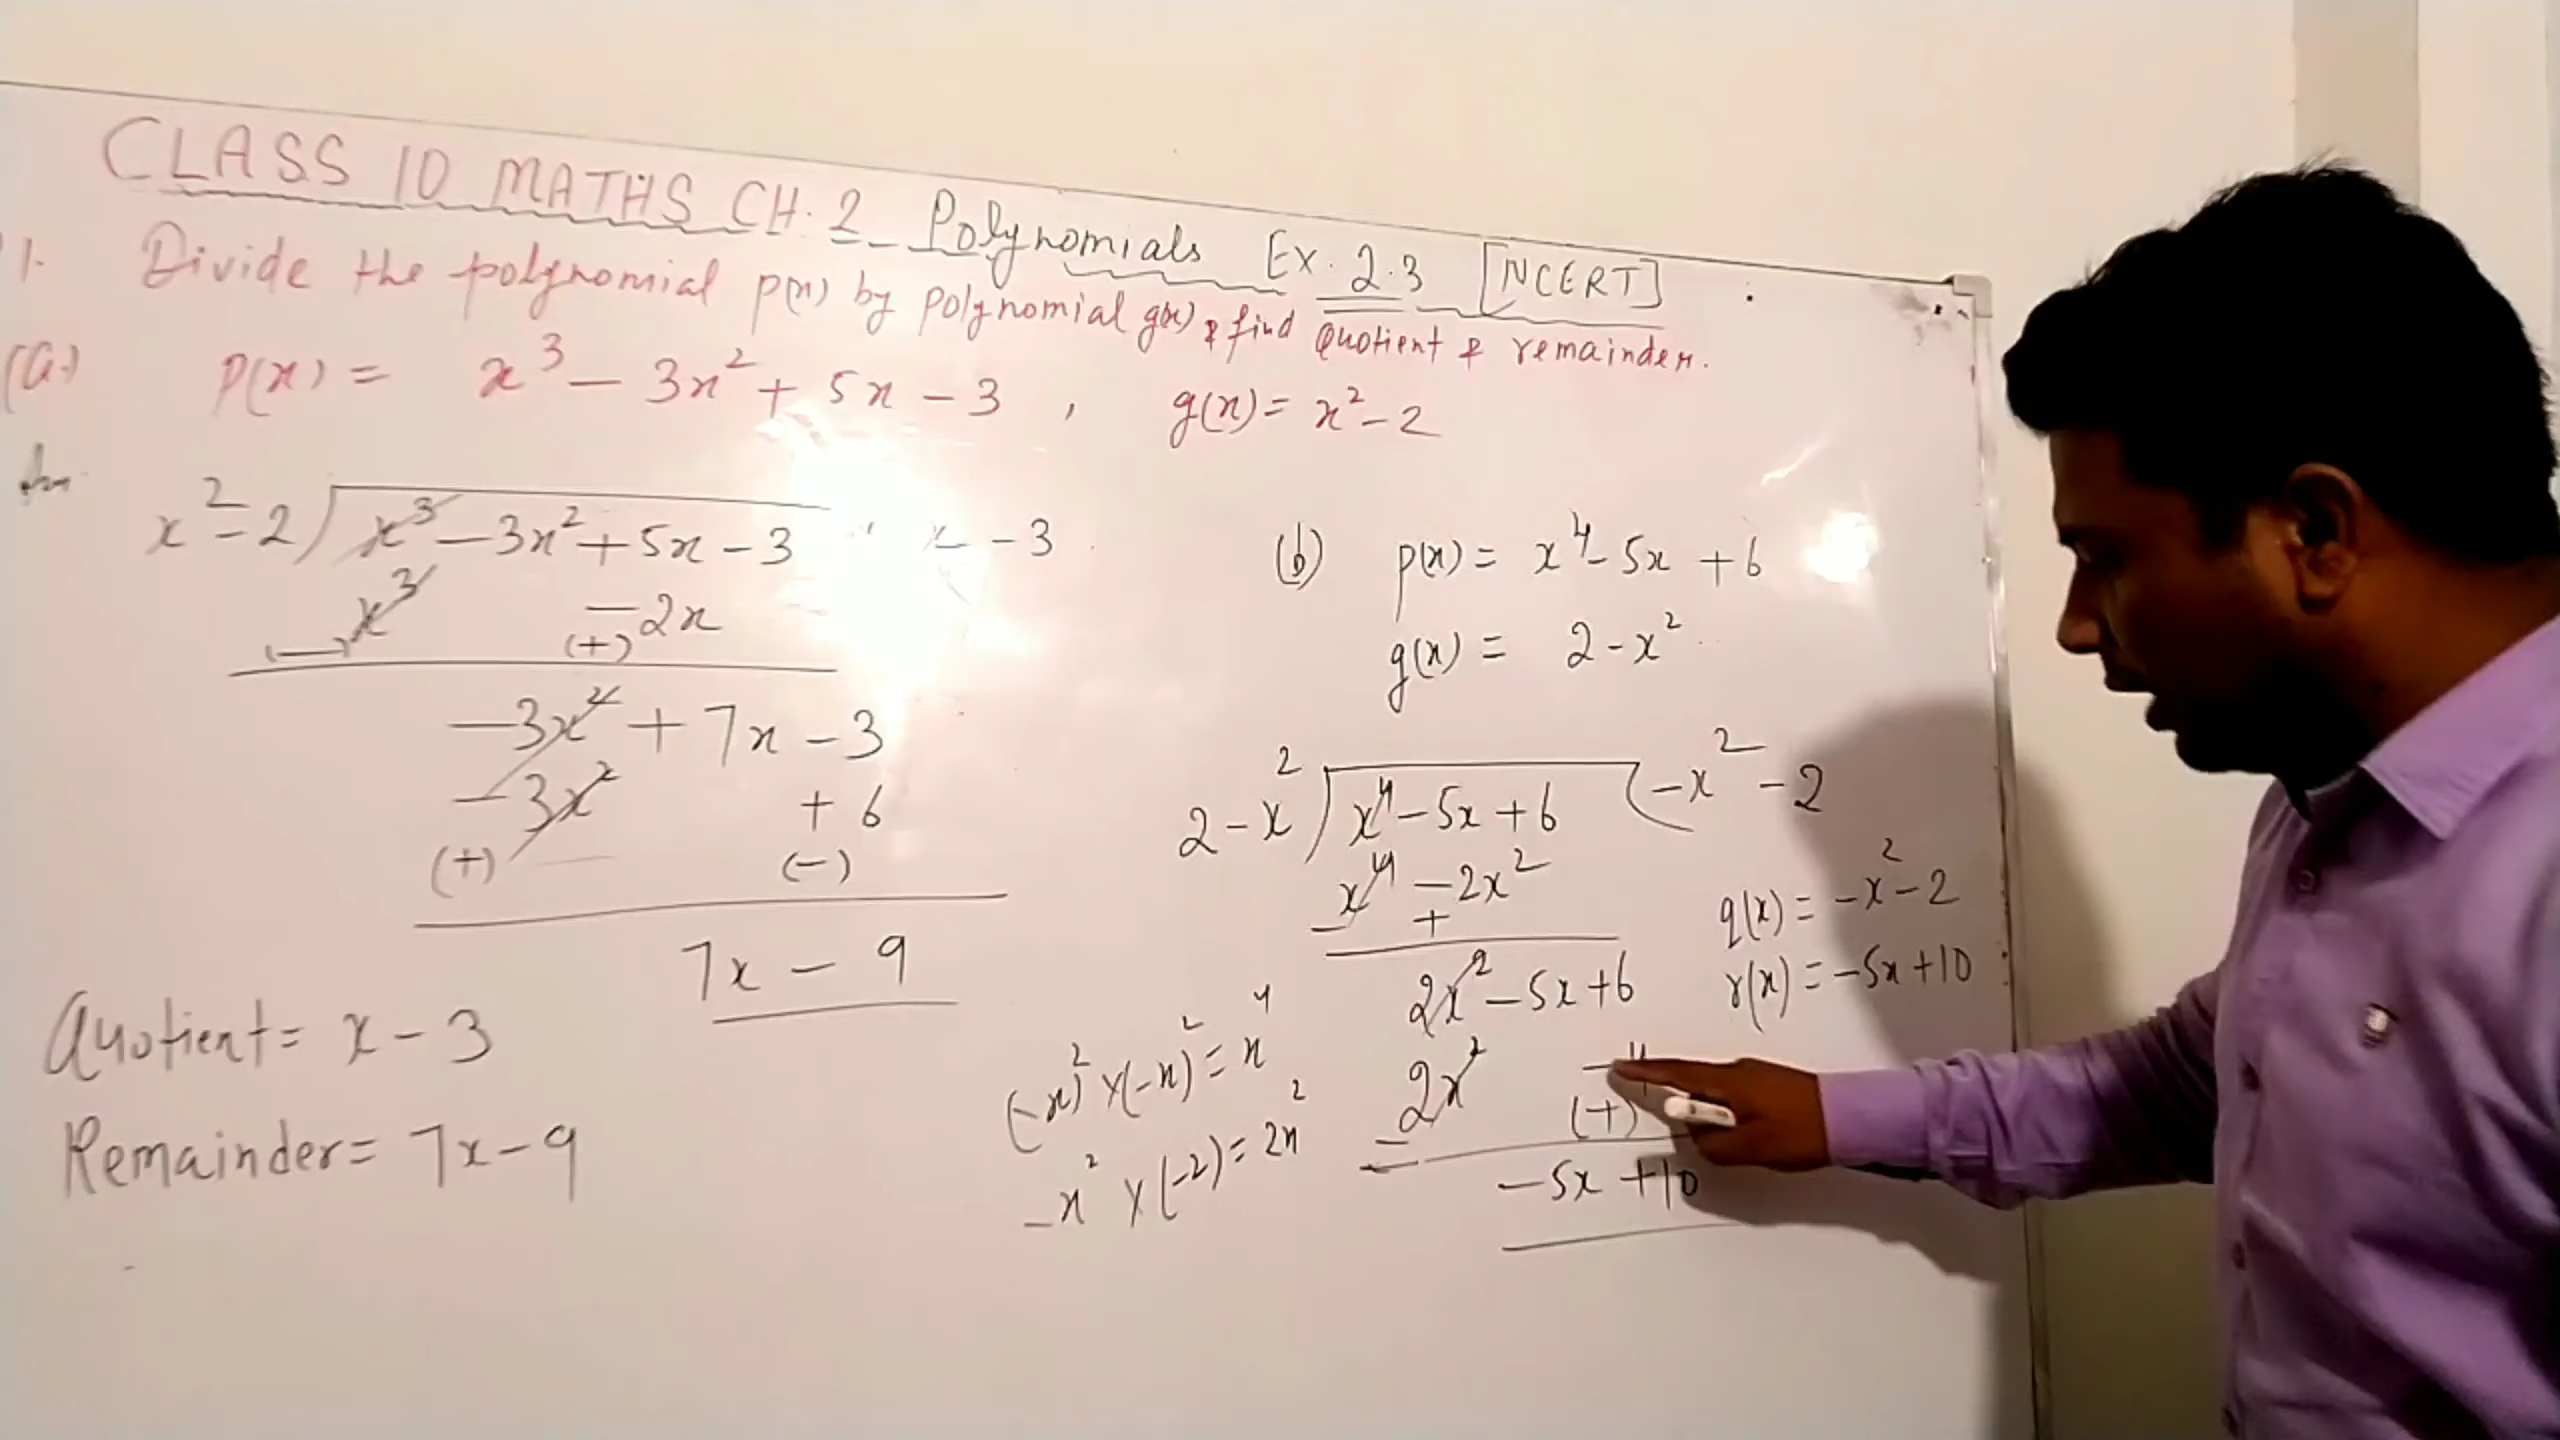 CLASS 10 MATHS CH. 2 Polynomials Ex. 2.3 [NCERT]
1. Divide the polynomial p(x) by polynomial g(x) & find Quotient & remainder.
(a) p(x) = x³ - 3x² + 5x - 3 , g(x) = x² - 2
x² - 2 ) x³ - 3x² + 5x - 3 x - 3
x³ - 2x
(-) (+)
-3x² + 7x - 3
-3x² + 6
(+) (-)
7x - 9
Quotient = x - 3
Remainder = 7x - 9
(b) p(x) = x⁴ - 5x + 6
g(x) = 2 - x²
2 - x² ) x⁴ - 5x + 6 ( -x² - 2
x⁴ - 2x²
- +
2x² - 5x + 6
2x² -4
- (+)
-5x + 10
q(x) = -x² - 2
r(x) = -5x + 10
(-x)² x (-x)² = x⁴
-x² x (-2) = 2x²